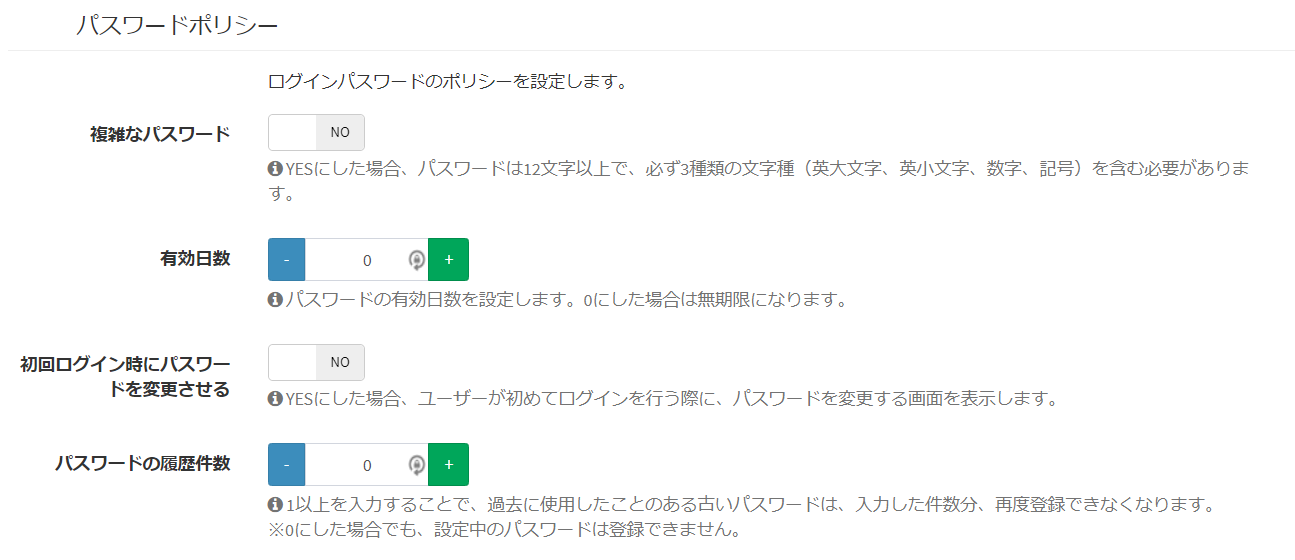 パスワードポリシー
ログインパスワードのポリシーを設定します。
複雑なパスワード
NO
YESにした場合、パスワードは12文字以上で、必ず3種類の文字種（英大文字、英小文字、数字、記号）を含む必要がありま
す。
有効日数
- 0 +
パスワードの有効日数を設定します。0にした場合は無期限になります。
初回ログイン時にパスワー
ドを変更させる
NO
YESにした場合、ユーザーが初めてログインを行う際に、パスワードを変更する画面を表示します。
パスワードの履歴件数
- 0 +
1以上を入力することで、過去に使用したことのある古いパスワードは、入力した件数分、再度登録できなくなります。
※0にした場合でも、設定中のパスワードは登録できません。